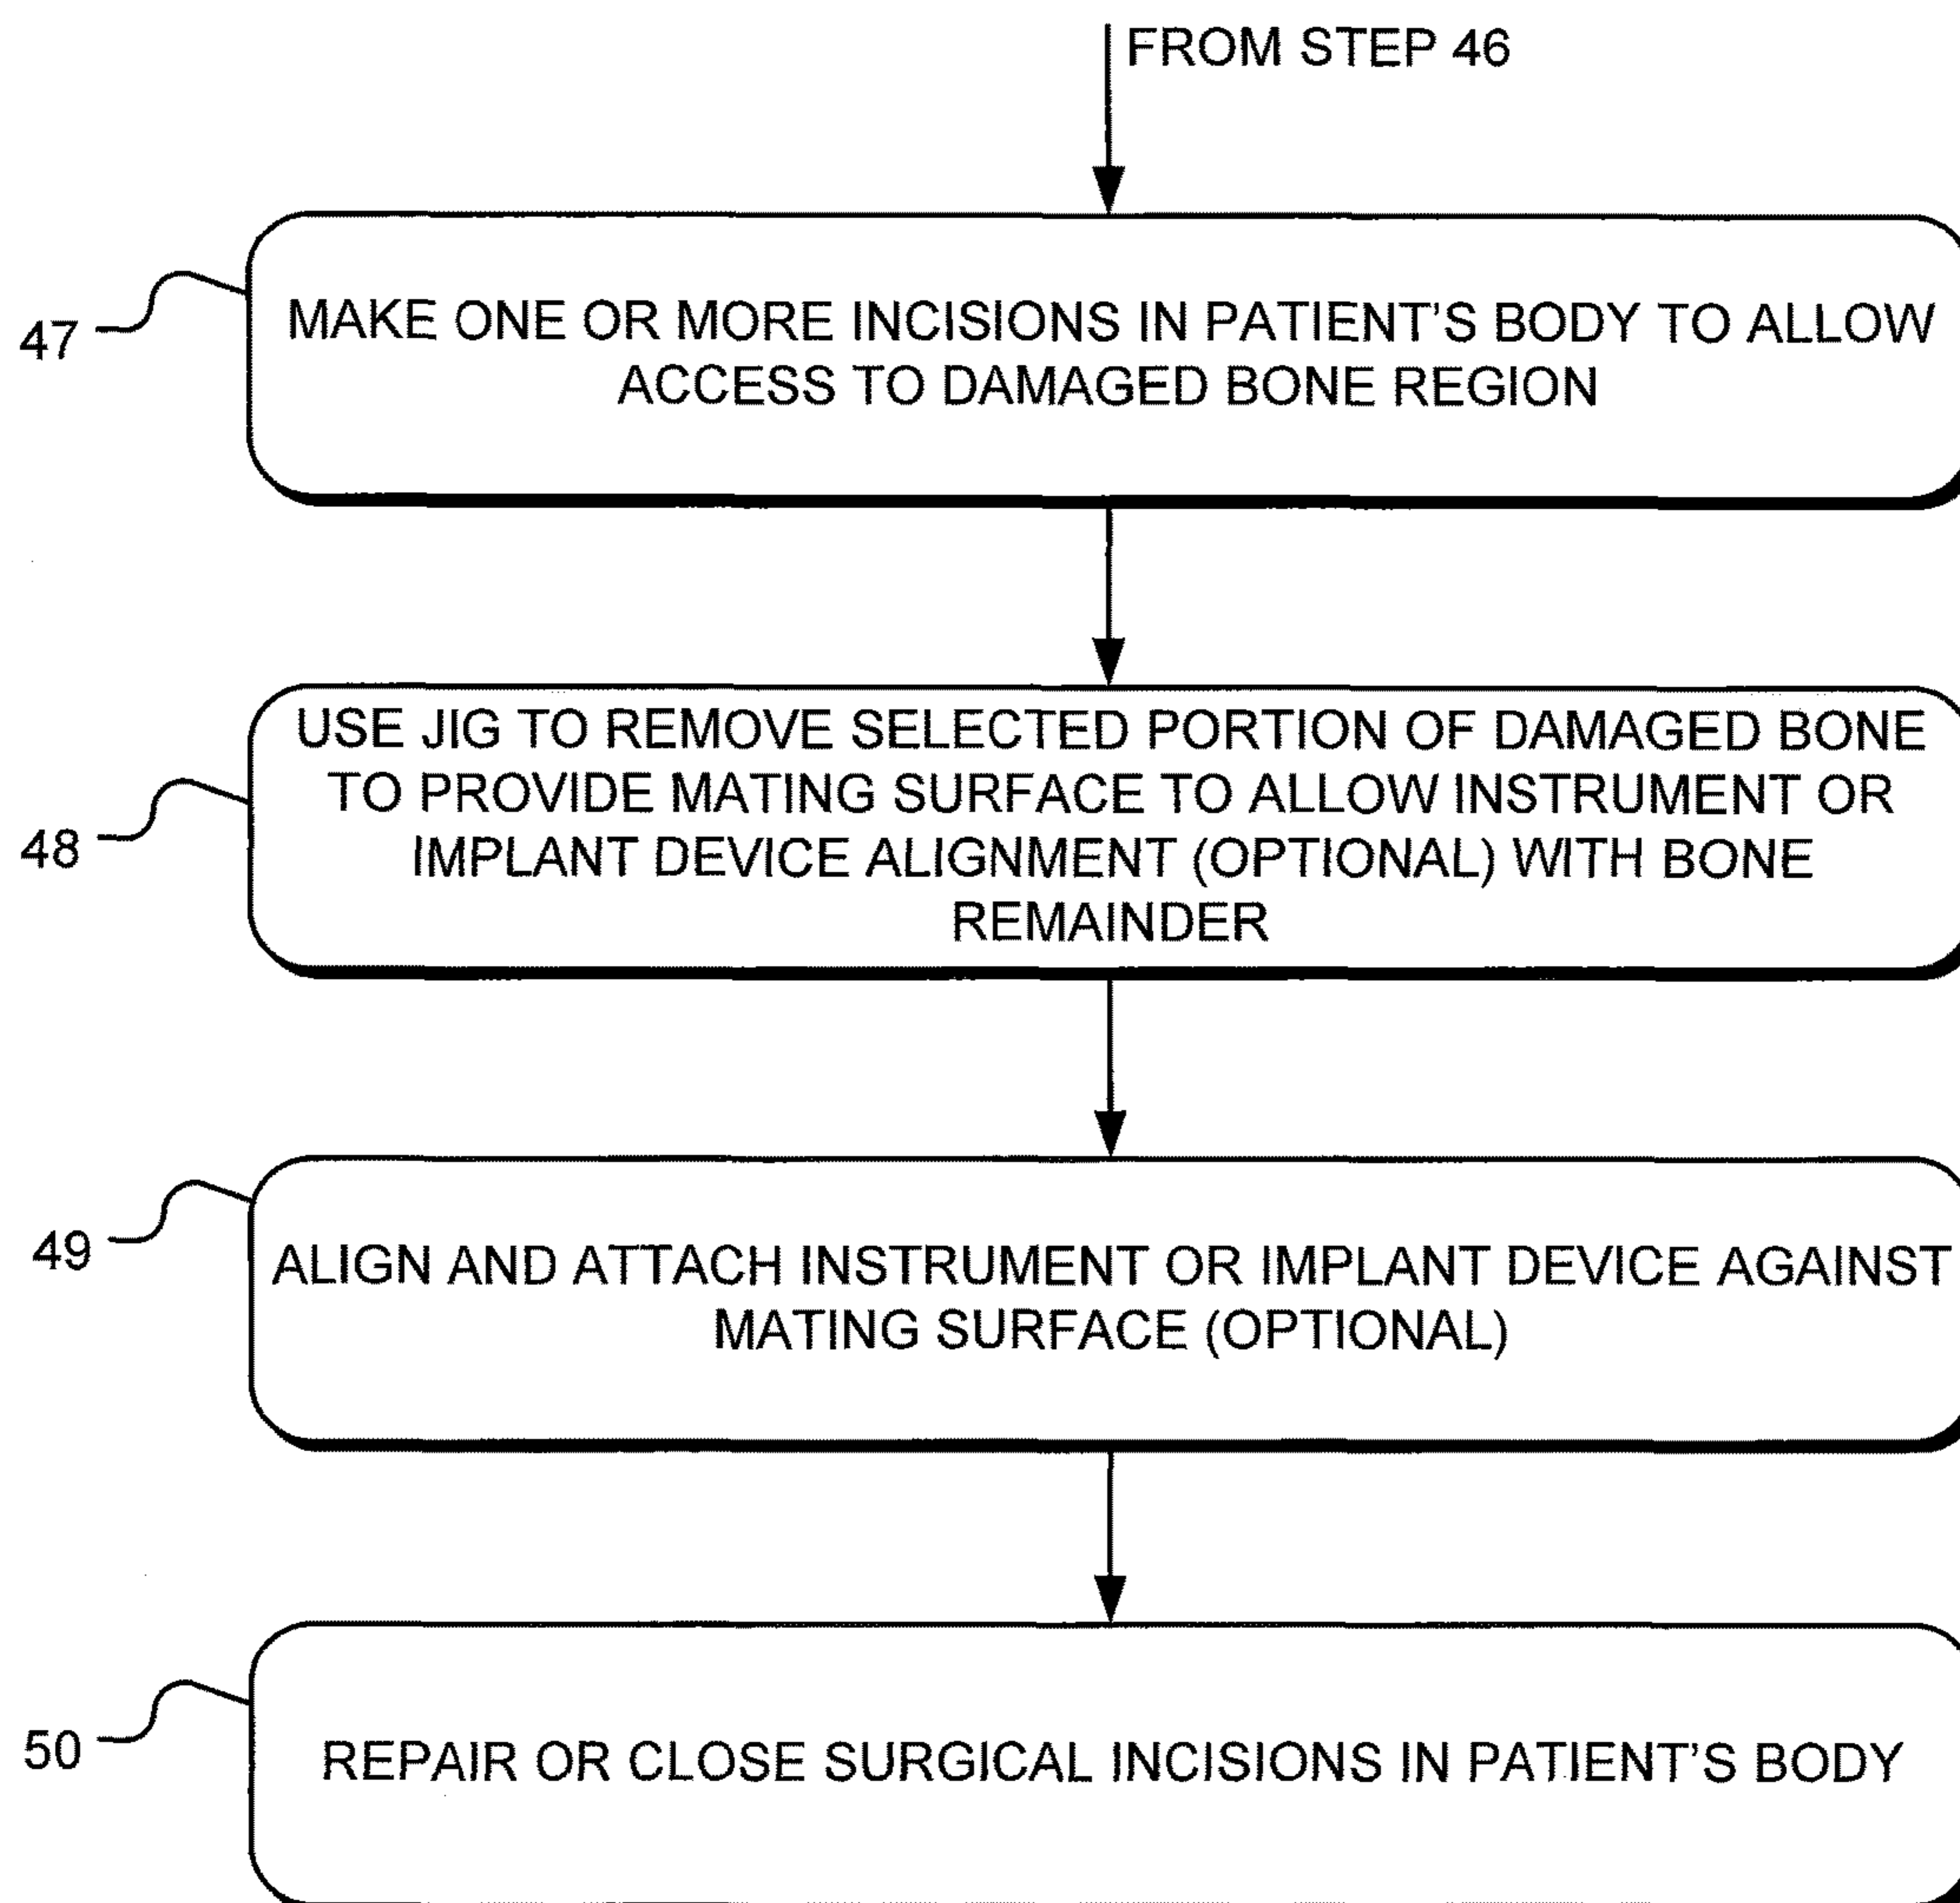 FROM STEP 46
47
MAKE ONE OR MORE INCISIONS IN PATIENT'S BODY TO ALLOW
ACCESS TO DAMAGED BONE REGION
48
USE JIG TO REMOVE SELECTED PORTION OF DAMAGED BONE
TO PROVIDE MATING SURFACE TO ALLOW INSTRUMENT OR
IMPLANT DEVICE ALIGNMENT (OPTIONAL) WITH BONE
REMAINDER
49
ALIGN AND ATTACH INSTRUMENT OR IMPLANT DEVICE AGAINST
MATING SURFACE (OPTIONAL)
50
REPAIR OR CLOSE SURGICAL INCISIONS IN PATIENT'S BODY